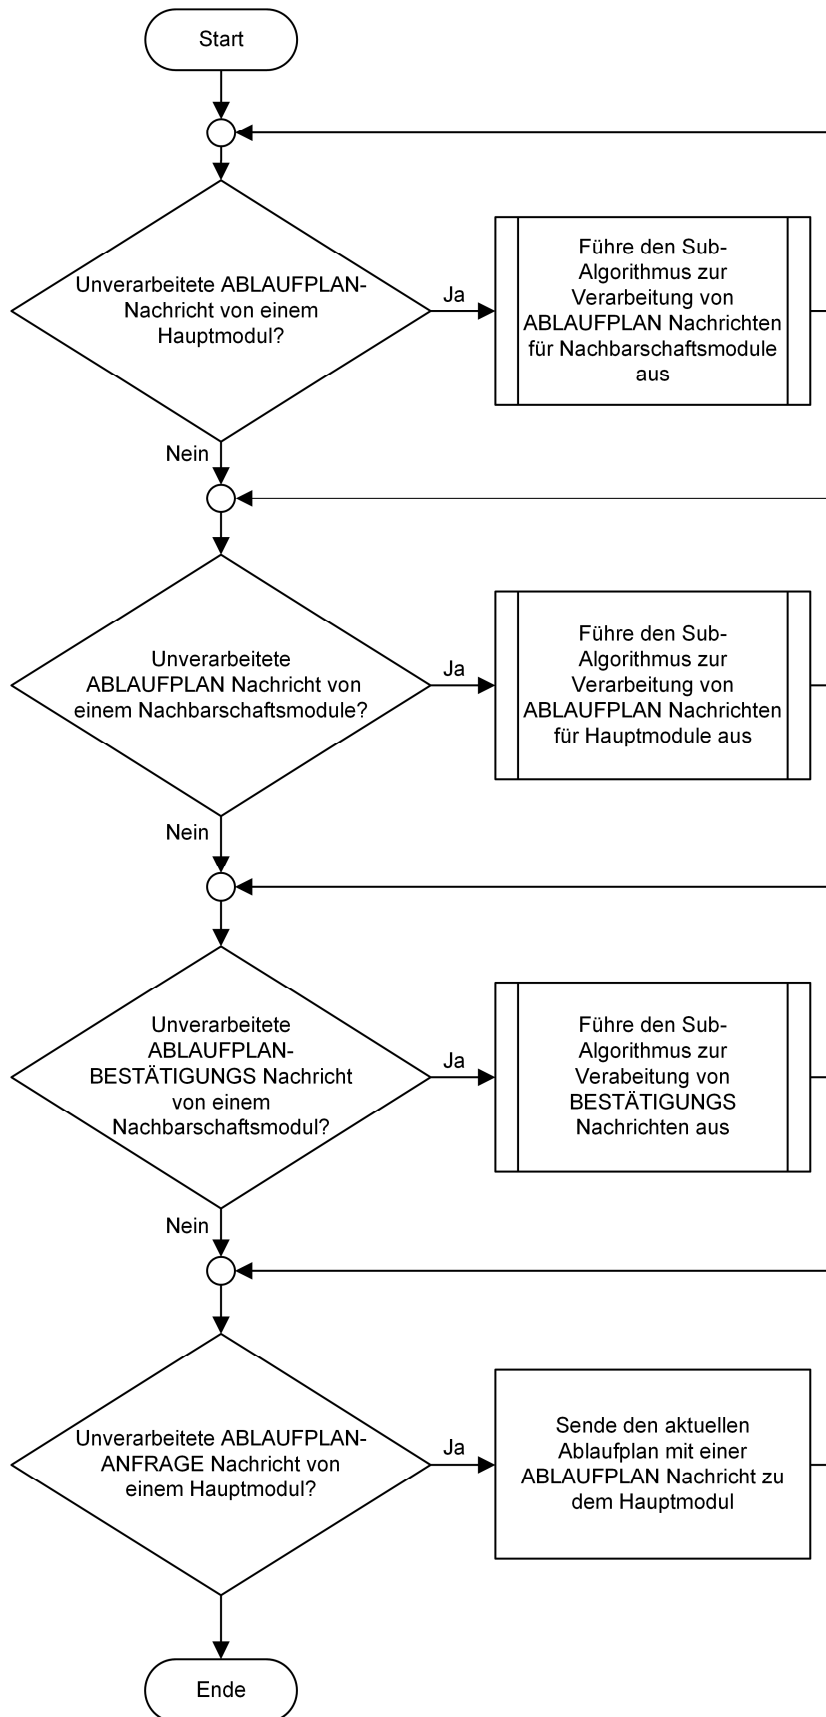 Start
Unverarbeitete ABLAUFPLAN-
Nachricht von einem
Hauptmodul?
Ja
Führe den Sub-
Algorithmus zur
Verarbeitung von
ABLAUFPLAN Nachrichten
für Nachbarschaftsmodule
aus
Nein
Unverarbeitete
ABLAUFPLAN Nachricht von
einem Nachbarschaftsmodule?
Ja
Führe den Sub-
Algorithmus zur
Verarbeitung von
ABLAUFPLAN Nachrichten
für Hauptmodule aus
Nein
Unverarbeitete
ABLAUFPLAN-
BESTÄTIGUNGS Nachricht
von einem
Nachbarschaftsmodul?
Ja
Führe den Sub-
Algorithmus zur
Verabeitung von
BESTÄTIGUNGS
Nachrichten aus
Nein
Unverarbeitete ABLAUFPLAN-
ANFRAGE Nachricht von
einem Hauptmodul?
Ja
Sende den aktuellen
Ablaufplan mit einer
ABLAUFPLAN Nachricht zu
dem Hauptmodul
Ende